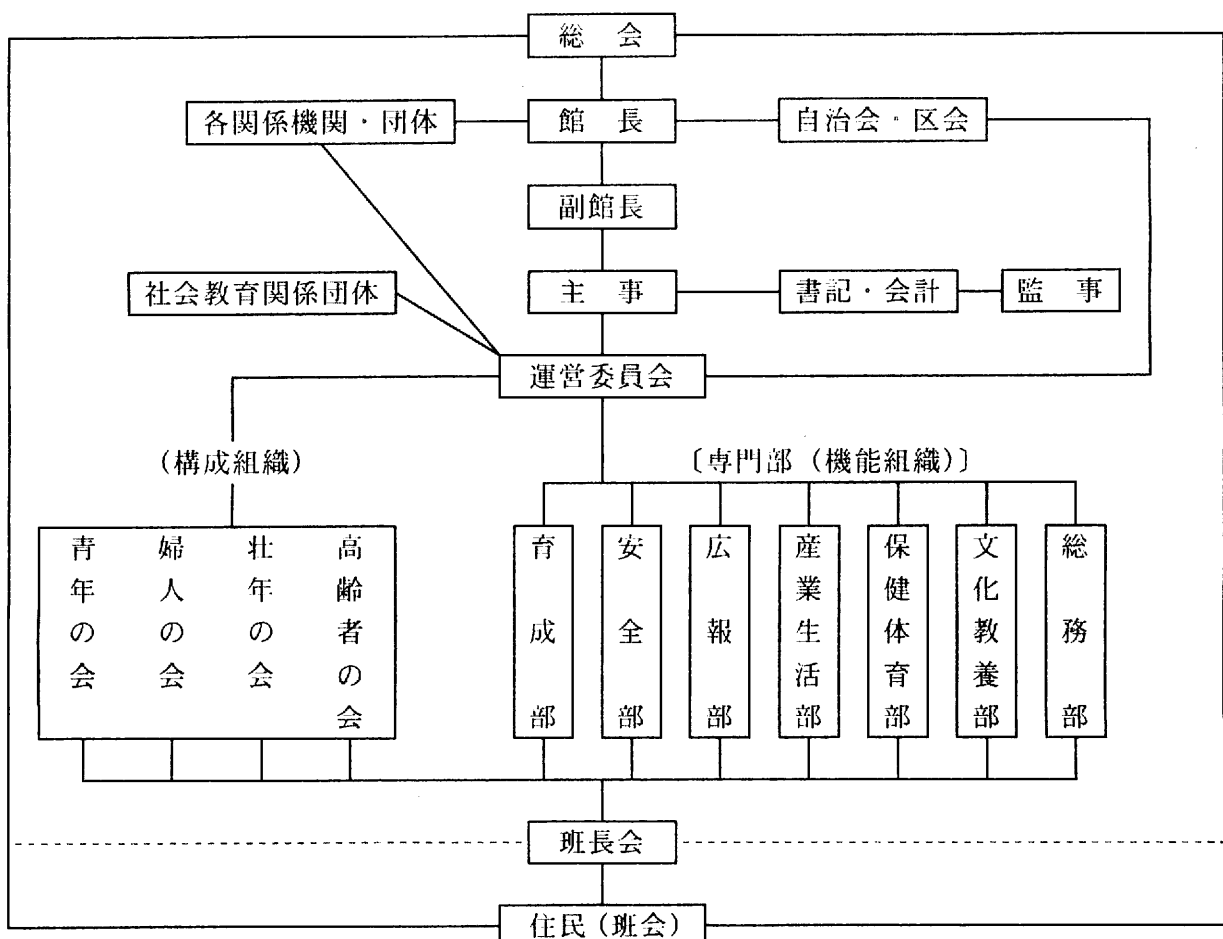 総会
各関係機関・団体
館長
自治会・区会
副館長
社会教育関係団体
主事
書記・会計
監事
運営委員会
(構成組織)
〔専門部(機能組織)〕
青年の会
婦人の会
壮年の会
高齢者の会
育成部
安全部
広報部
産業生活部
保健体育部
文化教養部
総務部
班長会
住民(班会)